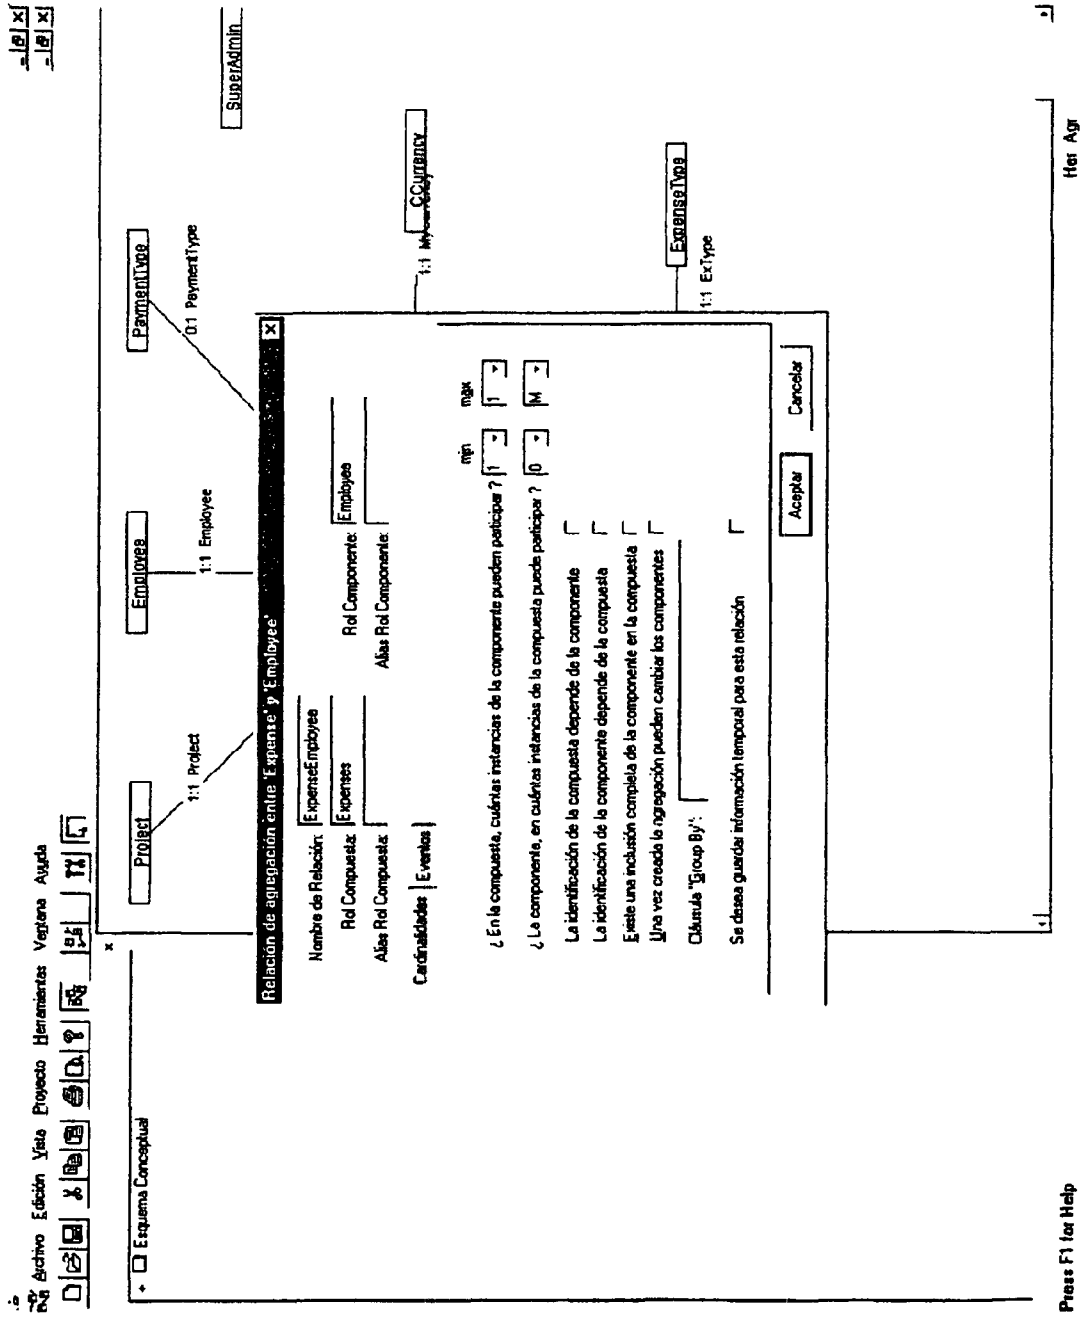 Archivo Edición Vista Proyecto Herramientas Ventana Ayuda
Esquema Conceptual
Project
Employee
PaymentType
SuperAdmin
1:1 Project
1:1 Employee
0:1 PaymentType
Relación de agregación entre 'Expense' y 'Employee'
Nombre de Relación: ExpenseEmployee
Rol Compuesta: Expenses
Rol Componente: Employee
Alias Rol Compuesta:
Alias Rol Componente:
CCurrency
1:1 MyCurrency
Cardinalidades Eventos
min max
¿ En la compuesta, cuántas instancias de la componente pueden participar ? 1 1
¿ La componente, en cuántas instancias de la compuesta puede participar ? 0 M
La identificación de la compuesta depende de la componente
La identificación de la componente depende de la compuesta
Existe una inclusión completa de la componente en la compuesta
Una vez creada la agregación pueden cambiar los componentes
Cláusula "Group By":
Se desea guardar información temporal para esta relación
ExpenseType
1:1 ExType
Aceptar Cancelar
Press F1 for Help
Her Agr